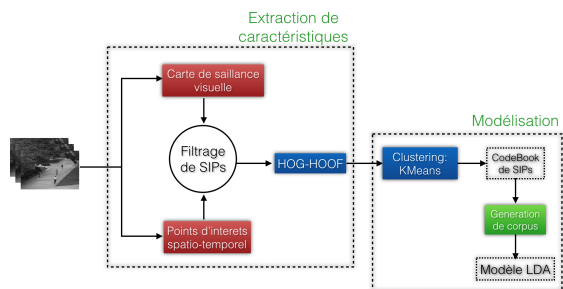 Extraction de
caractéristiques
Carte de saillance
visuelle
Filtrage
de SIPs
HOG-HOOF
Points d'interets
spatio-temporel
Modélisation
Clustering:
KMeans
CodeBook
de SIPs
Generation
de corpus
Modèle LDA